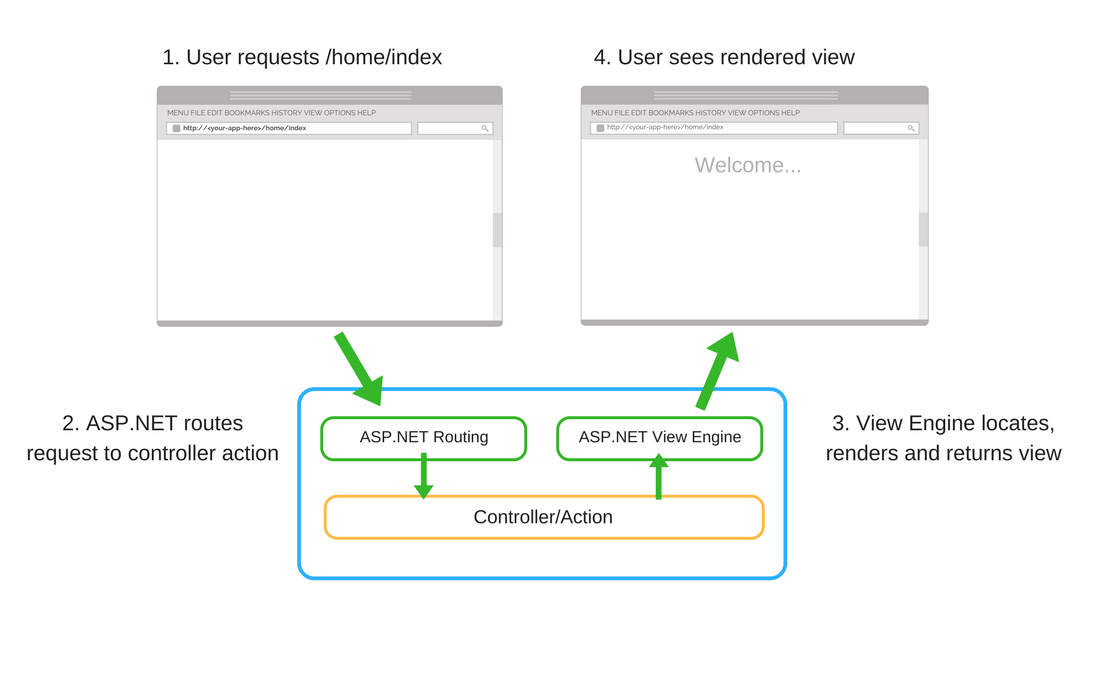 1. User requests /home/index
MENU FILE EDIT BOOKMARKS HISTORY VIEW OPTIONS HELP
http://<your-app-here>/home/index
4. User sees rendered view
MENU FILE EDIT BOOKMARKS HISTORY VIEW OPTIONS HELP
http://<your-app-here>/home/index
Welcome...
2. ASP.NET routes
request to controller action
ASP.NET Routing
ASP.NET View Engine
Controller/Action
3. View Engine locates,
renders and returns view